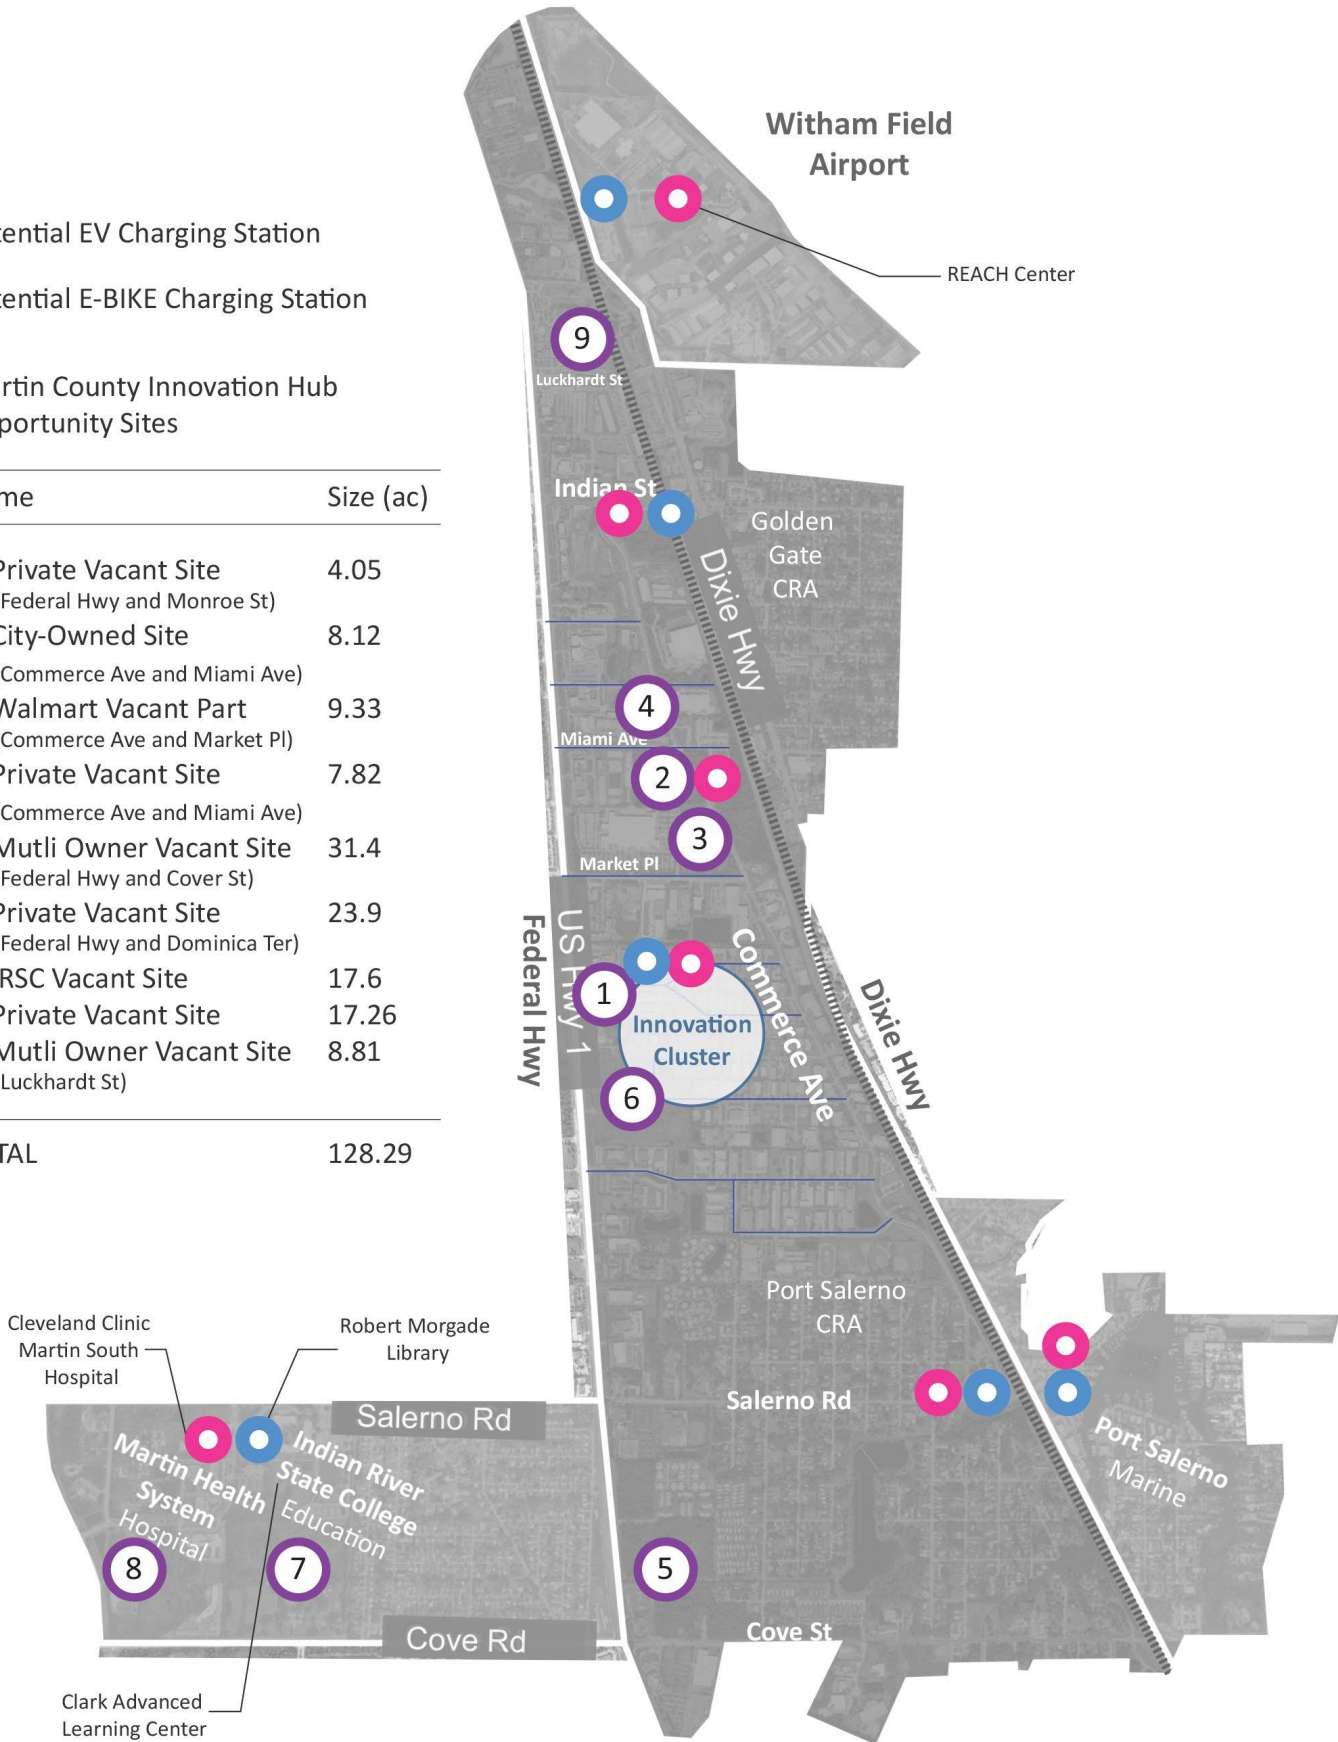 Witham Field
Airport
REACH Center
tential EV Charging Station
tential E-BIKE Charging Station
rtin County Innovation Hub
portunity Sites
me Size (ac)
Private Vacant Site 4.05
Federal Hwy and Monroe St)
City-Owned Site 8.12
Commerce Ave and Miami Ave)
Walmart Vacant Part 9.33
Commerce Ave and Market Pl)
Private Vacant Site 7.82
Commerce Ave and Miami Ave)
Mutli Owner Vacant Site 31.4
Federal Hwy and Cover St)
Private Vacant Site 23.9
Federal Hwy and Dominica Ter)
RSC Vacant Site 17.6
Private Vacant Site 17.26
Mutli Owner Vacant Site 8.81
Luckhardt St)
TAL 128.29
9
Luckhardt St
Indian St
Golden
Gate
CRA
Dixie Hwy
4
Miami Ave
2
3
Market Pl
Federal Hwy
US Hwy 1
Commerce Ave
Dixie Hwy
1
Innovation
Cluster
6
Port Salerno
CRA
Salerno Rd
Port Salerno
Marine
5
Cove St
Cleveland Clinic
Martin South
Hospital
Robert Morgade
Library
Salerno Rd
Martin Health
System
Hospital
Indian River
State College
Education
8
7
Cove Rd
Clark Advanced
Learning Center